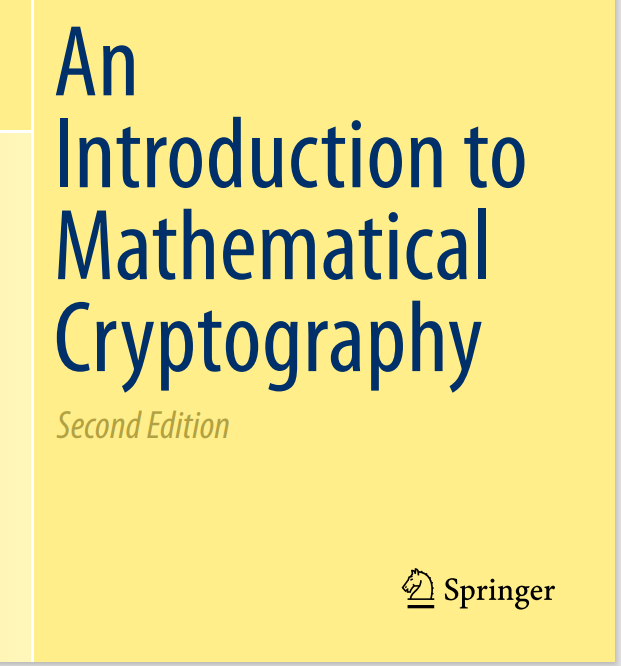 An
Introduction to
Mathematical
Cryptography
Second Edition
Springer